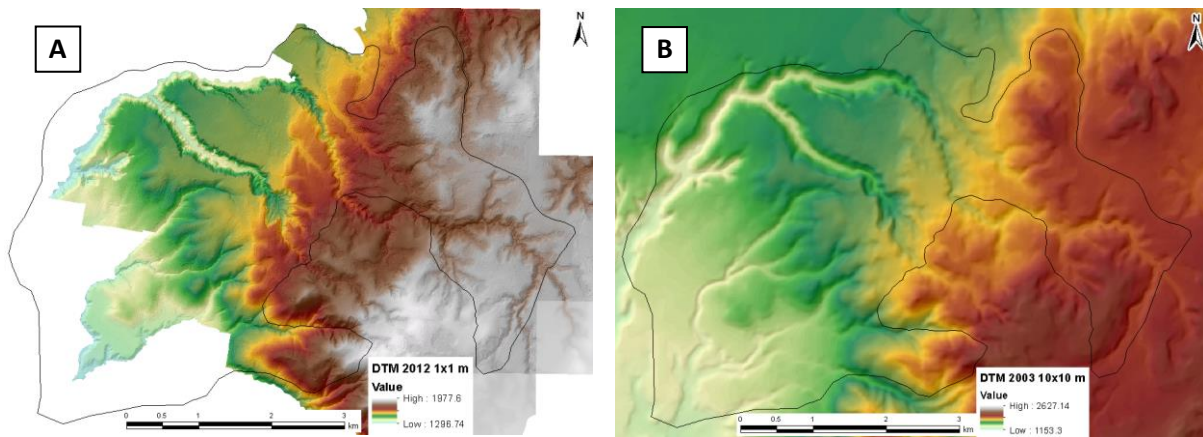 A
N
DTM 2012 1x1 m
Value
High : 1977.6
Low : 1296.74
0 0.5 1 2 3
km
B
N
DTM 2003 10x10 m
Value
High : 2627.14
Low : 1153.3
0 0.5 1 2 3
km